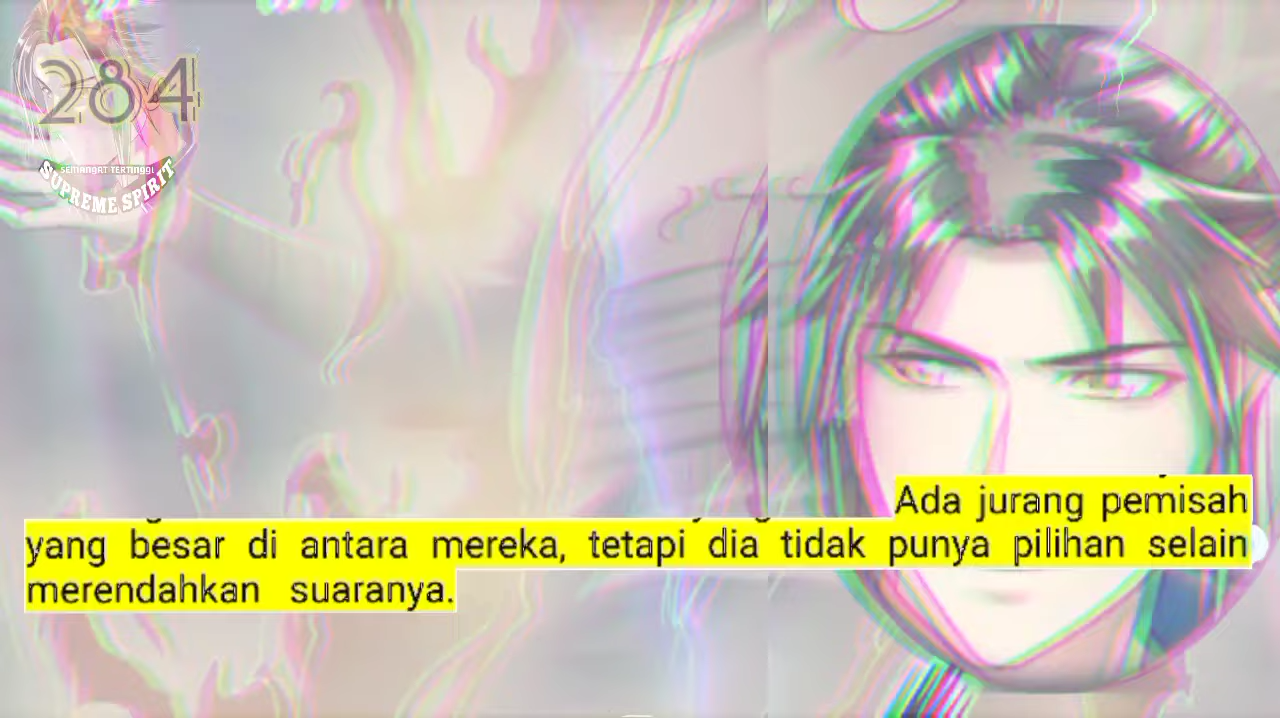 284
SEMANGAT TERTINGGI
SUPREME SPIRIT
Ada jurang pemisah
yang besar di antara mereka, tetapi dia tidak punya pilihan selain
merendahkan suaranya.